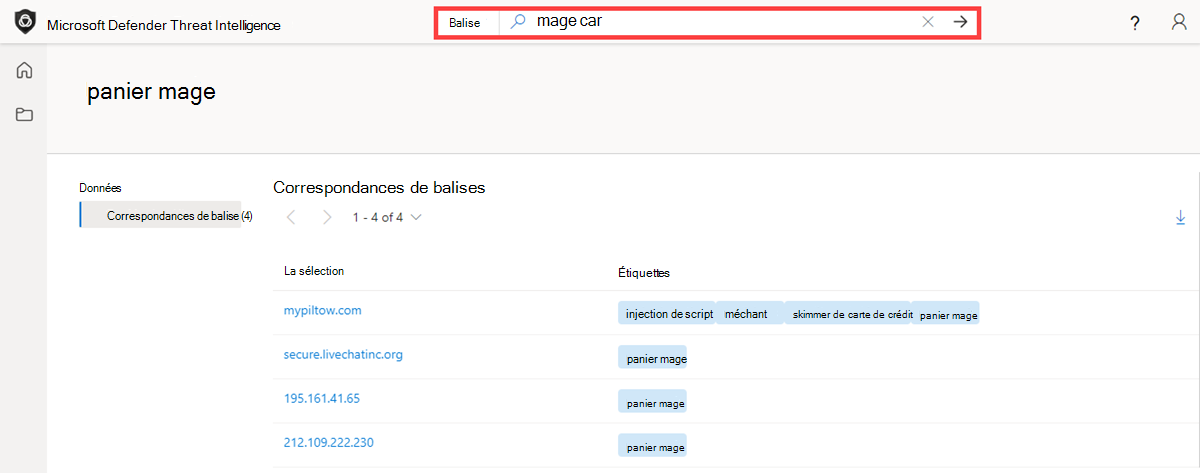 Microsoft Defender Threat Intelligence
Balise
mage car
?
panier mage
Données
Correspondances de balise (4)
Correspondances de balises
1 - 4 of 4
La sélection Étiquettes
mypiltow.com injection de script méchant skimmer de carte de crédit panier mage
secure.livechatinc.org panier mage
195.161.41.65 panier mage
212.109.222.230 panier mage